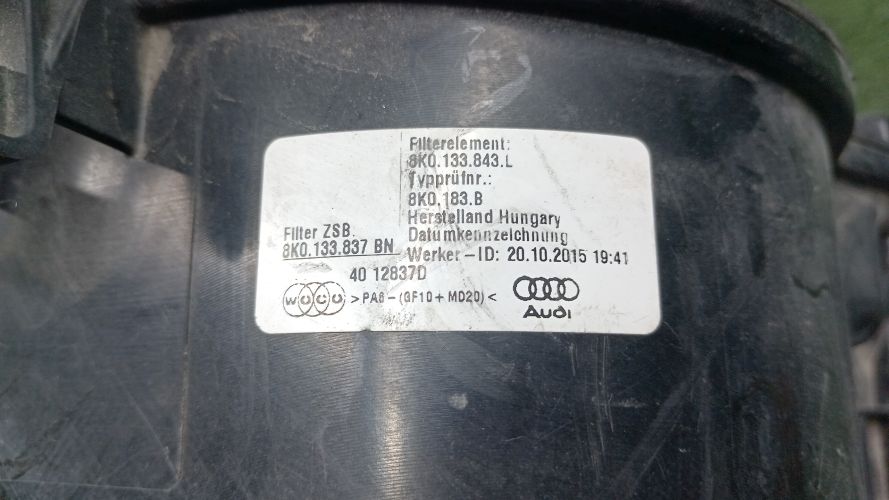 Filterelement:
8K0.133.843.L
Typprüfnr.:
8K0.183.B
Herstelland Hungary
Filter ZSB.
Datumkennzeichnung
8K0.133.837 BN
Werker-ID: 20.10.2015 19:41
40 12837D
woco >PA6-(GF10+MD20)<
Audi